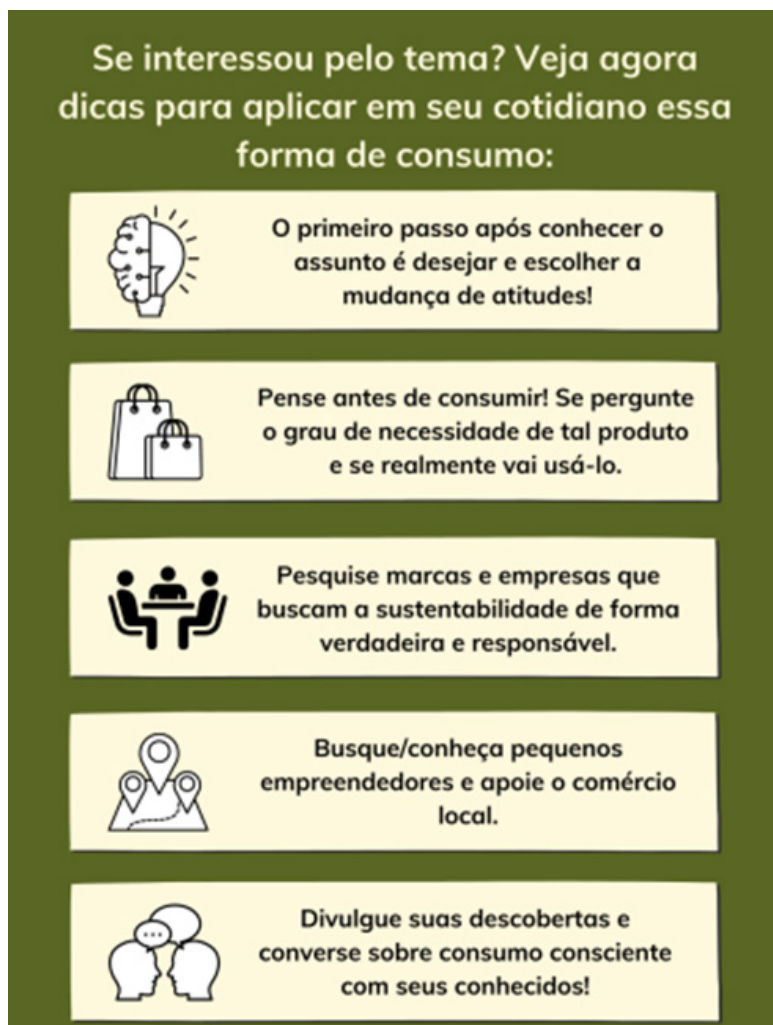 Se interessou pelo tema? Veja agora
dicas para aplicar em seu cotidiano essa
forma de consumo:
O primeiro passo após conhecer o
assunto é desejar e escolher a
mudança de atitudes!
Pense antes de consumir! Se pergunte
o grau de necessidade de tal produto
e se realmente vai usá-lo.
Pesquise marcas e empresas que
buscam a sustentabilidade de forma
verdadeira e responsável.
Busque/conheça pequenos
empreendedores e apoie o comércio
local.
Divulgue suas descobertas e
converse sobre consumo consciente
com seus conhecidos!